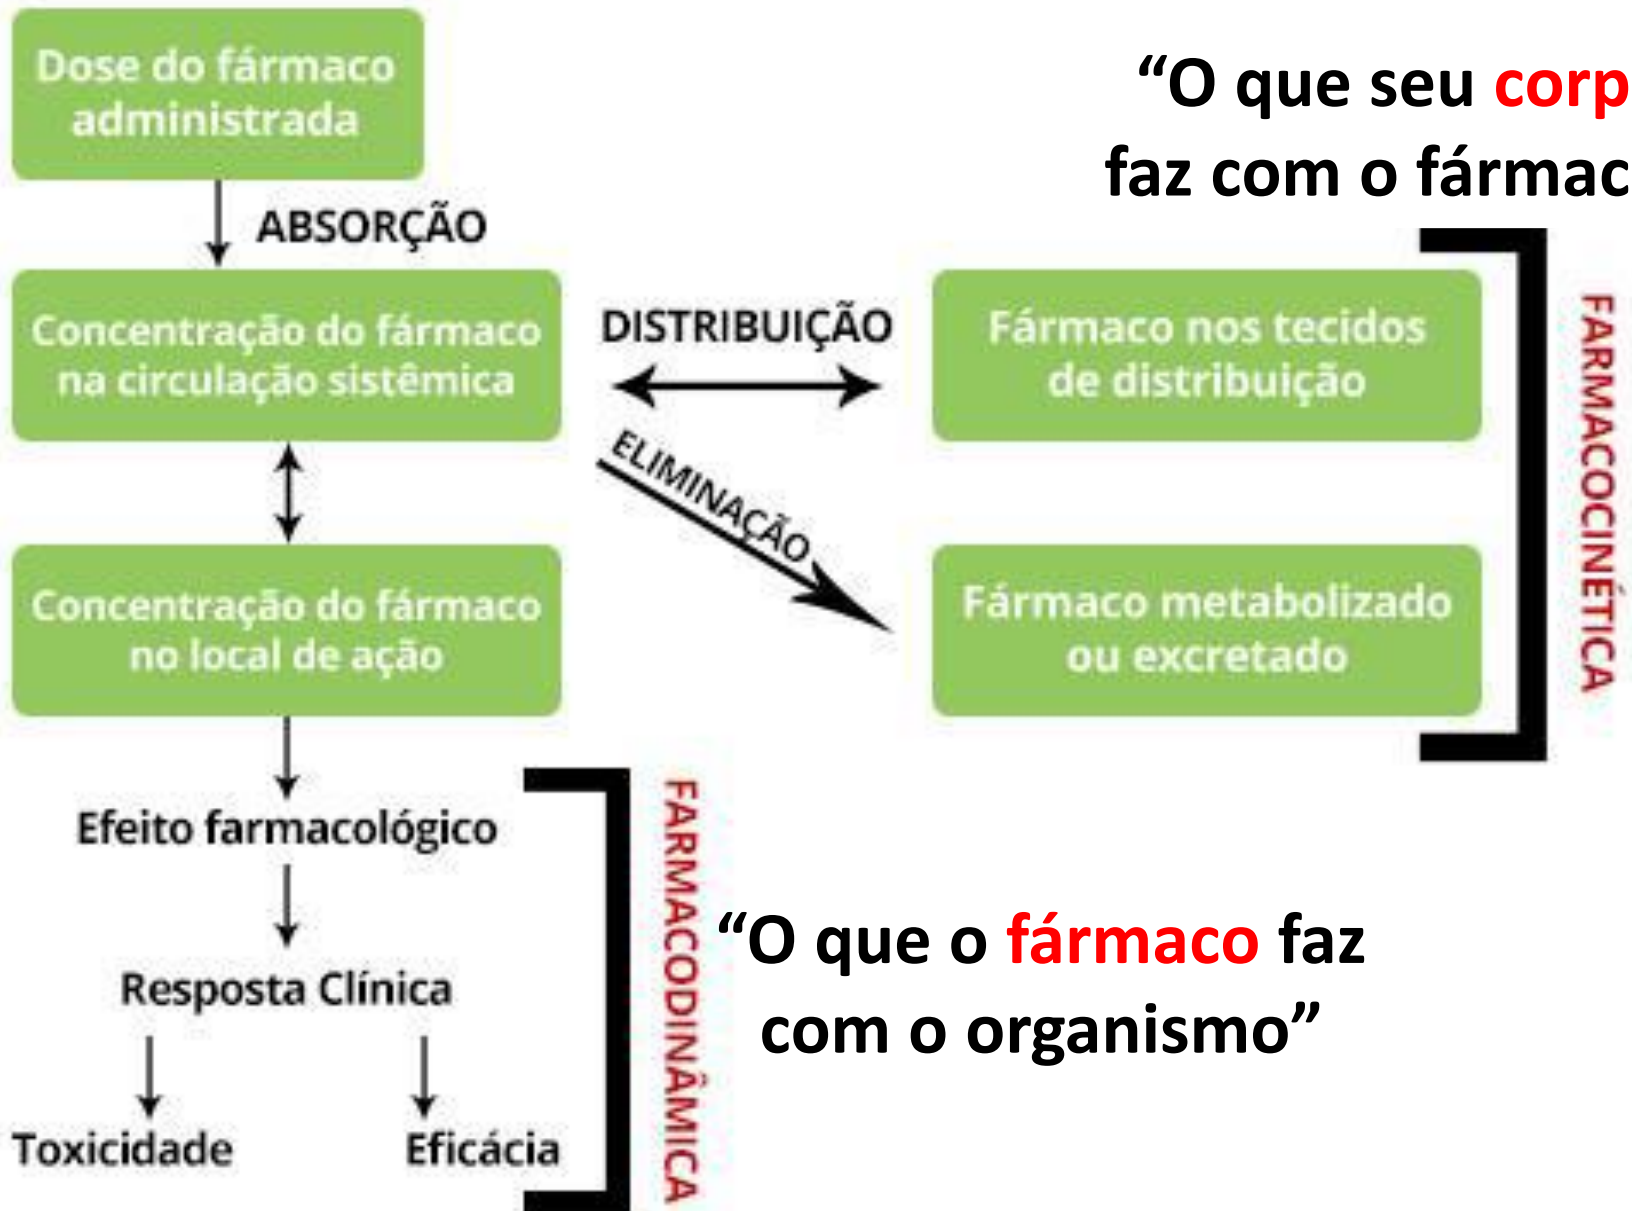 Dose do fármaco
administrada
“O que seu corp
faz com o fármac
ABSORÇÃO
Concentração do fármaco
na circulação sistêmica
DISTRIBUIÇÃO
Fármaco nos tecidos
de distribuição
ELIMINAÇÃO
Concentração do fármaco
no local de ação
Fármaco metabolizado
ou excretado
FARMACOCINÉTICA
Efeito farmacológico
Resposta Clínica
Toxicidade
Eficácia
FARMACODINÂMICA
“O que o fármaco faz
com o organismo”